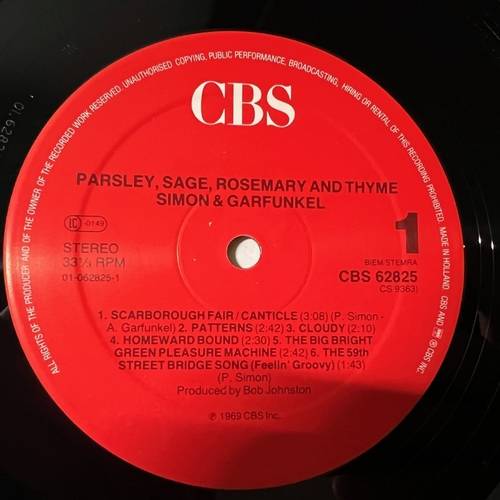 ALL RIGHTS OF THE PRODUCER AND OF THE OWNER OF THE RECORDED WORK RESERVED. UNAUTHORISED COPYING, PUBLIC PERFORMANCE, BROADCASTING, HIRING OR RENTAL OF THIS RECORDING PROHIBITED. MADE IN HOLLAND. CBS AND ® CBS INC.
CBS
PARSLEY, SAGE, ROSEMARY AND THYME
SIMON & GARFUNKEL
LC -0149
1
STEREO
BIEM STEMRA
33⅓ RPM
CBS 62825
01-062825-1
(CS 9363)
1. SCARBOROUGH FAIR / CANTICLE (3:08) (P. Simon -
A. Garfunkel) 2. PATTERNS (2:42) 3. CLOUDY (2:10)
4. HOMEWARD BOUND (2:30) 5. THE BIG BRIGHT
GREEN PLEASURE MACHINE (2:42) 6. THE 59th
STREET BRIDGE SONG (Feelin' Groovy) (1:43)
(P. Simon)
Produced by Bob Johnston
℗ 1969 CBS Inc.